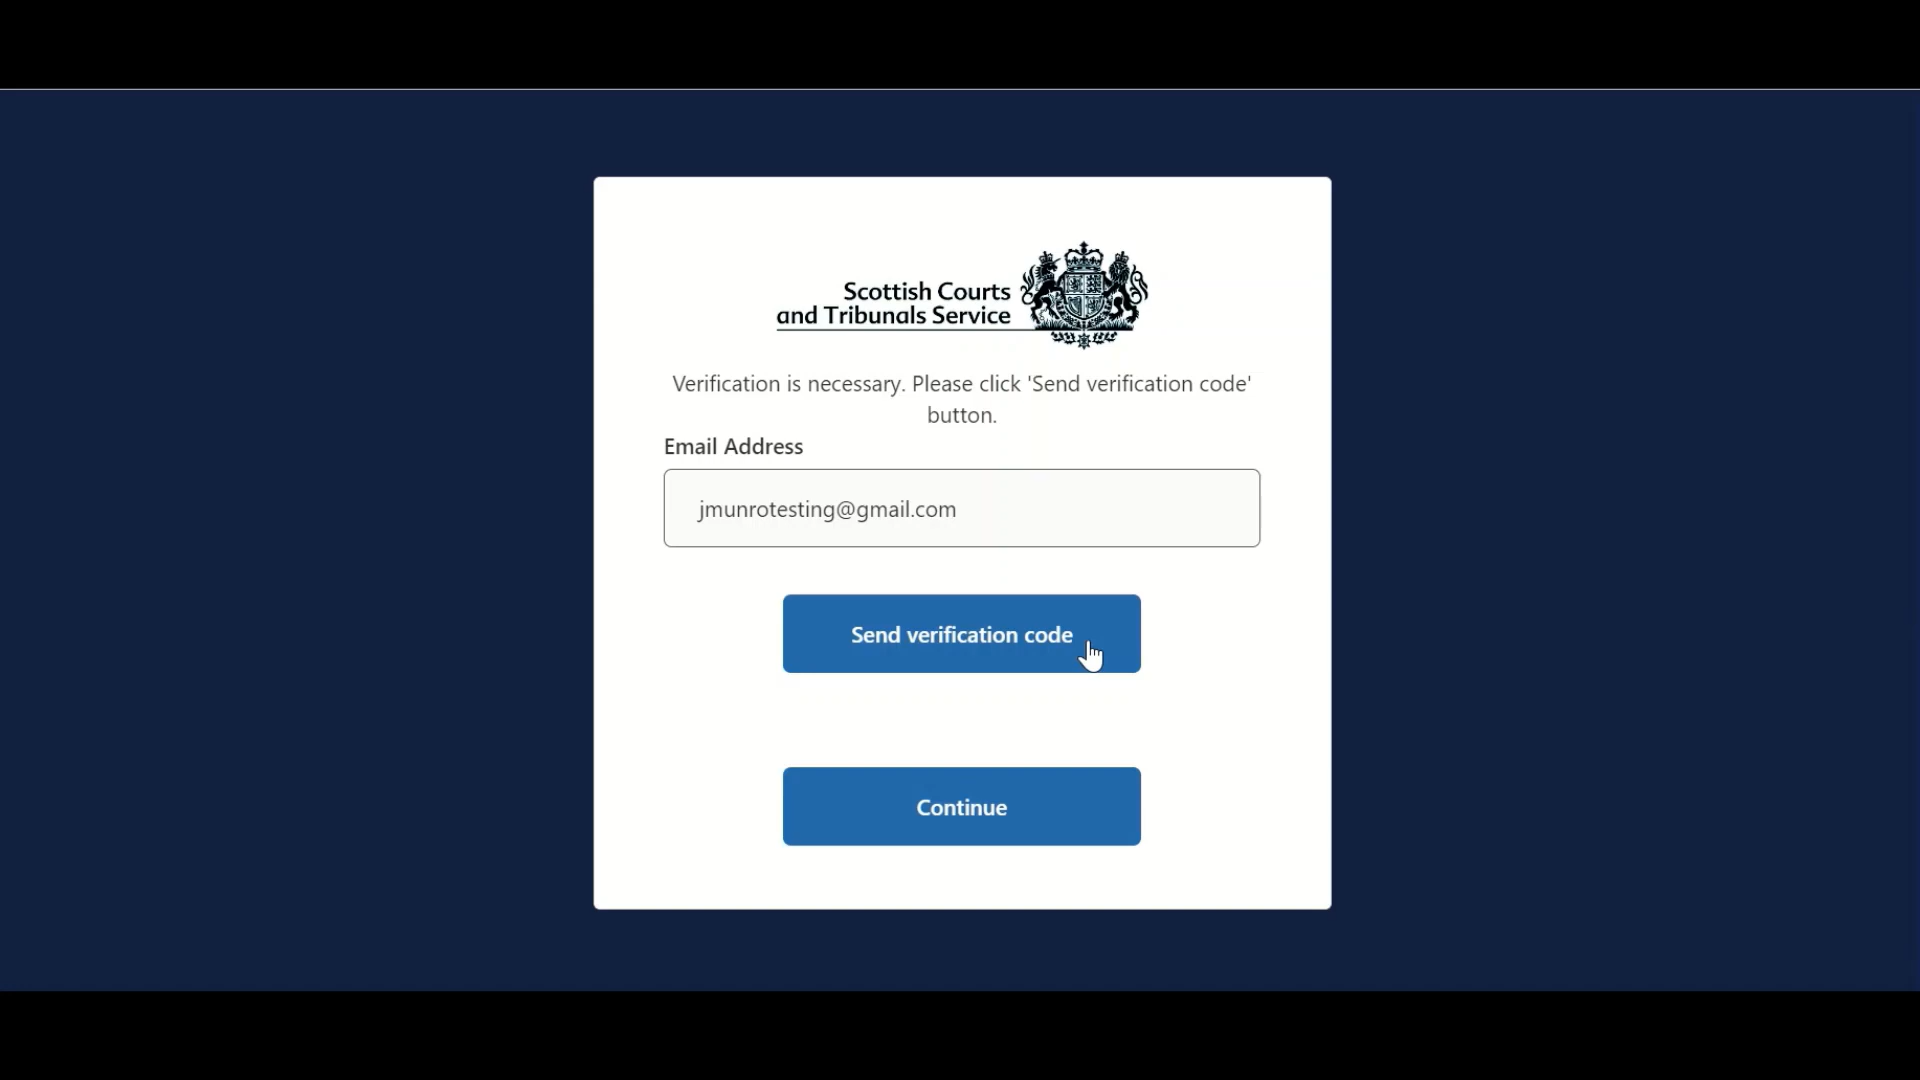 Scottish Courts
and Tribunals Service
Verification is necessary. Please click 'Send verification code'
button.
Email Address
jmunrotesting@gmail.com
Send verification code
Continue